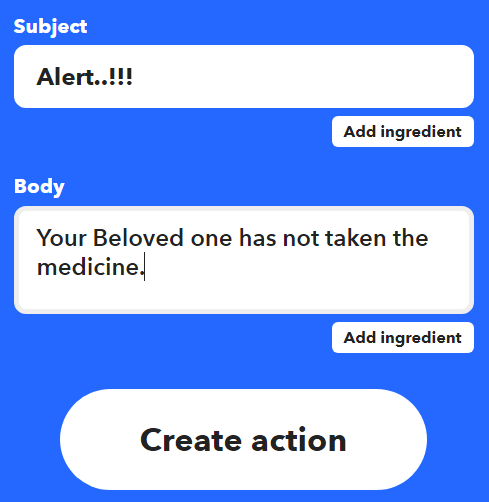 Subject
Alert..!!!
Add ingredient
Body
Your Beloved one has not taken the
medicine.
Add ingredient
Create action